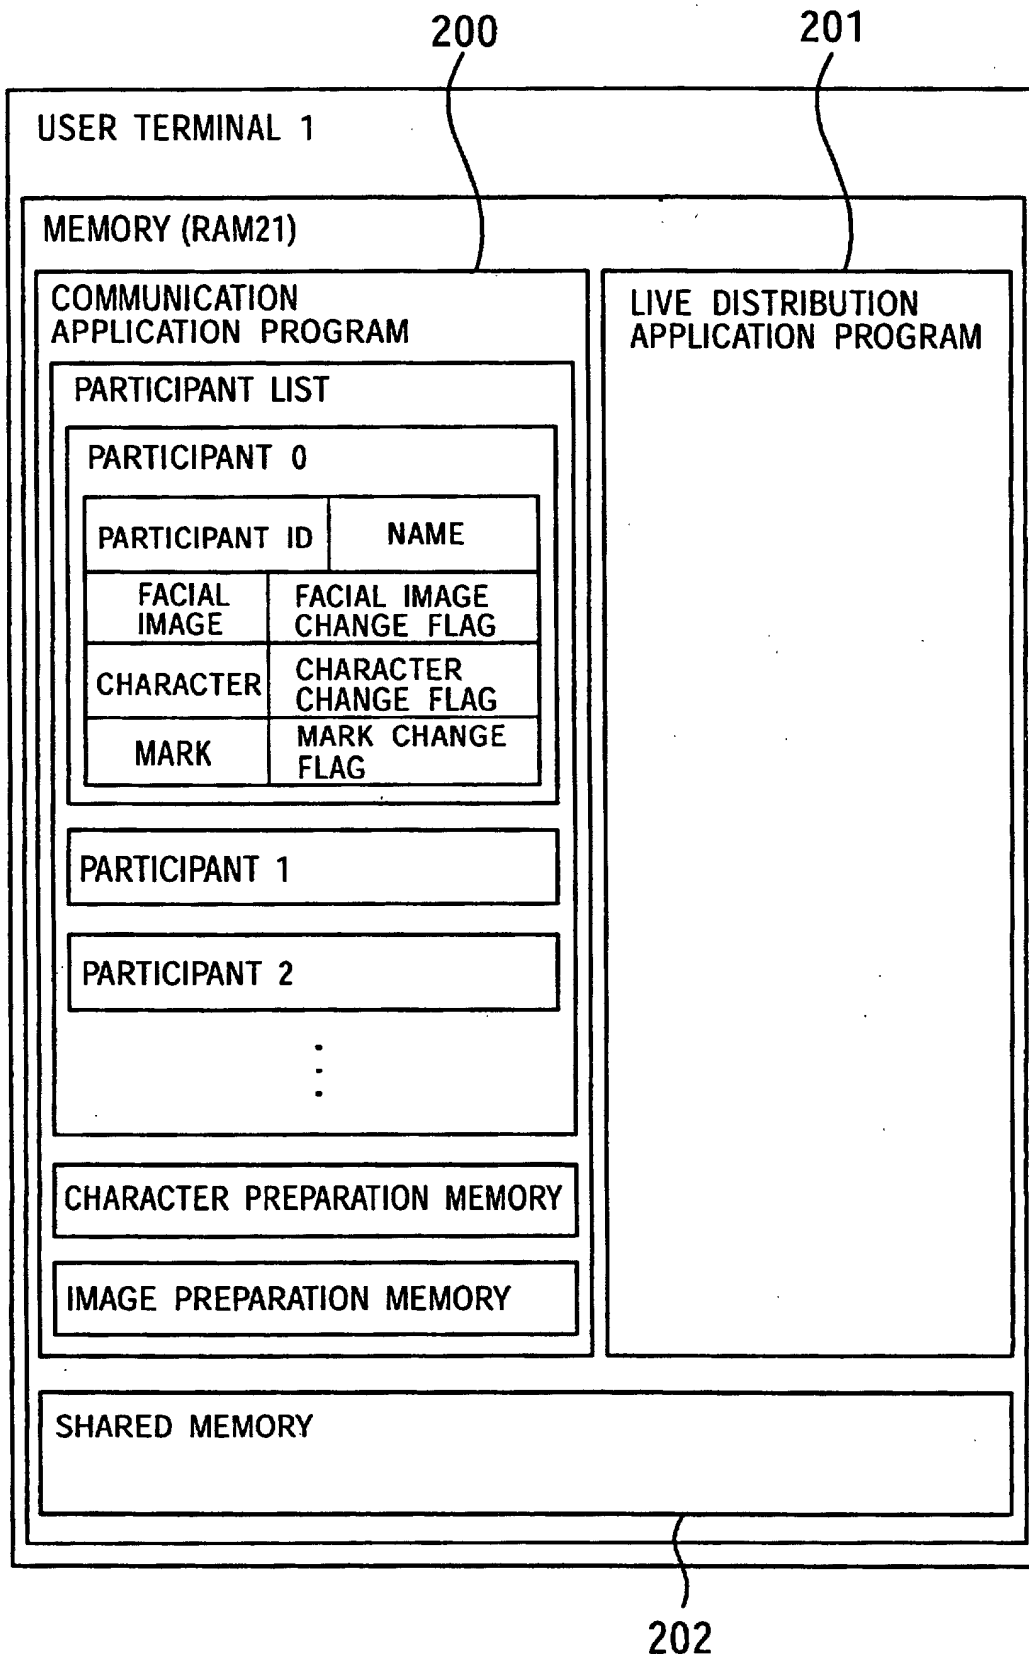 200
201
USER TERMINAL 1
MEMORY (RAM21)
COMMUNICATION
APPLICATION PROGRAM
PARTICIPANT LIST
PARTICIPANT 0
PARTICIPANT ID
NAME
FACIAL
IMAGE
FACIAL IMAGE
CHANGE FLAG
CHARACTER
CHARACTER
CHANGE FLAG
MARK
MARK CHANGE
FLAG
PARTICIPANT 1
PARTICIPANT 2
CHARACTER PREPARATION MEMORY
IMAGE PREPARATION MEMORY
LIVE DISTRIBUTION
APPLICATION PROGRAM
SHARED MEMORY
202